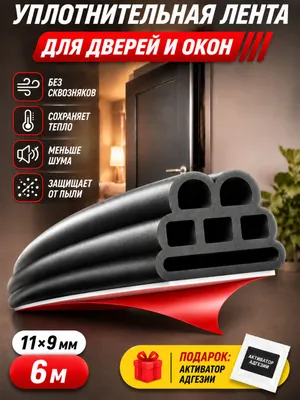 УПЛОТНИТЕЛЬНАЯ ЛЕНТА
ДЛЯ ДВЕРЕЙ И ОКОН
БЕЗ
СКВОЗНЯКОВ
СОХРАНЯЕТ
ТЕПЛО
МЕНЬШЕ
ШУМА
ЗАЩИЩАЕТ
ОТ ПЫЛИ
11×9 мм
6 м
ПОДАРОК:
АКТИВАТОР
АДГЕЗИИ
АКТИВАТОР
АДГЕЗИИ